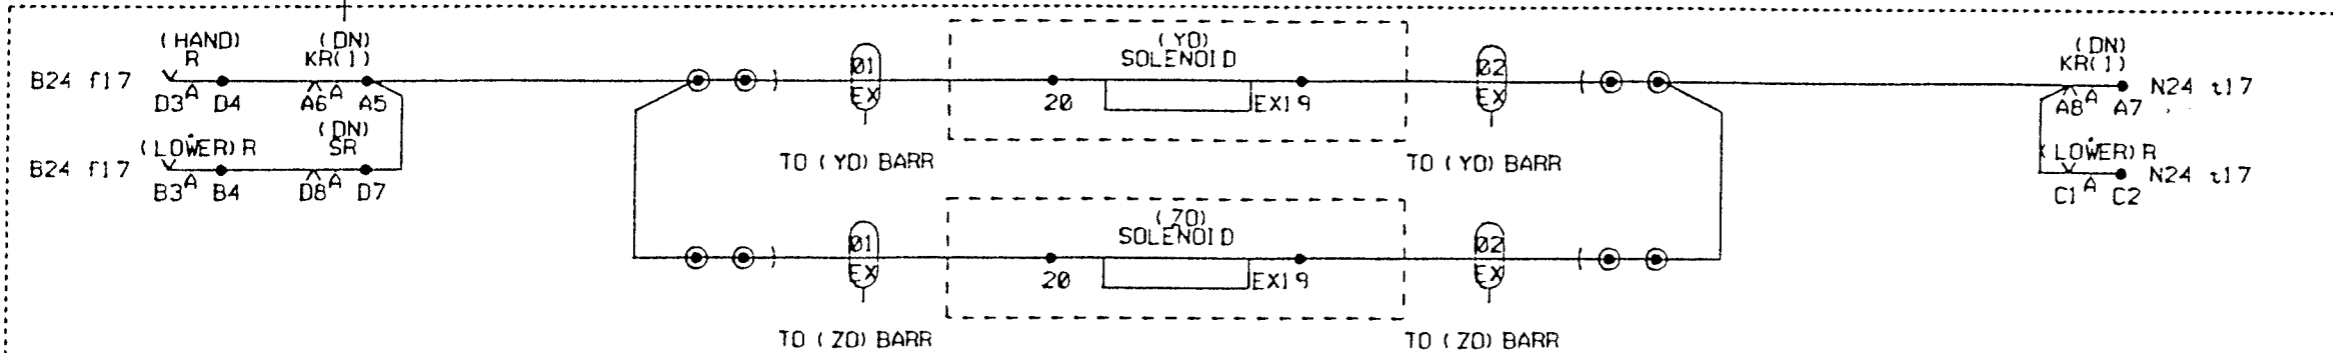 (HAND)
R
(DN)
KR(1)
(YO)
SOLENOID
(DN)
KR(1)
B24 f17
D3 A D4
A6 A A5
01
EX
20
EX19
02
EX
A8 A A7
N24 t17
(LOWER) R
(DN)
SR
TO (YO) BARR
TO (YO) BARR
(LOWER) R
B24 f17
B3 A B4
D8 A D7
C1 A C2
N24 t17
(ZO)
SOLENOID
01
EX
20
EX19
02
EX
TO (ZO) BARR
TO (ZO) BARR